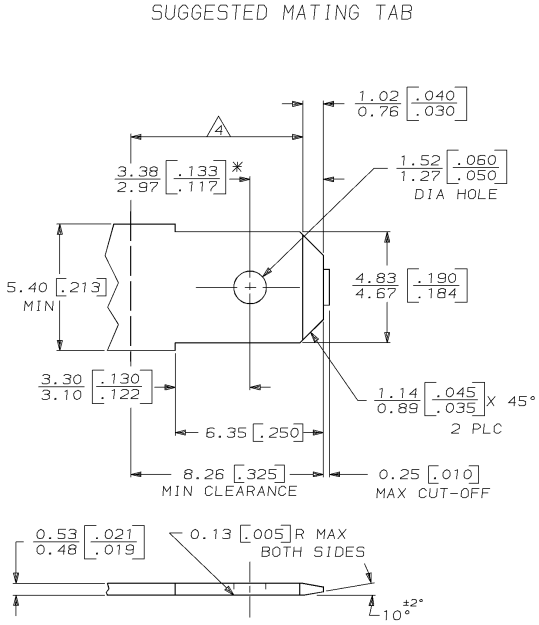 SUGGESTED MATING TAB
1.02 [.040]
0.76 [.030]
4
3.38 [.133] *
2.97 [.117]
1.52 [.060]
1.27 [.050]
DIA HOLE
5.40 [.213]
MIN
4.83 [.190]
4.67 [.184]
3.30 [.130]
3.10 [.122]
1.14 [.045] X 45°
0.89 [.035]
2 PLC
6.35 [.250]
8.26 [.325]
MIN CLEARANCE
0.25 [.010]
MAX CUT-OFF
0.53 [.021]
0.48 [.019]
0.13 [.005] R MAX
BOTH SIDES
10° ±2°